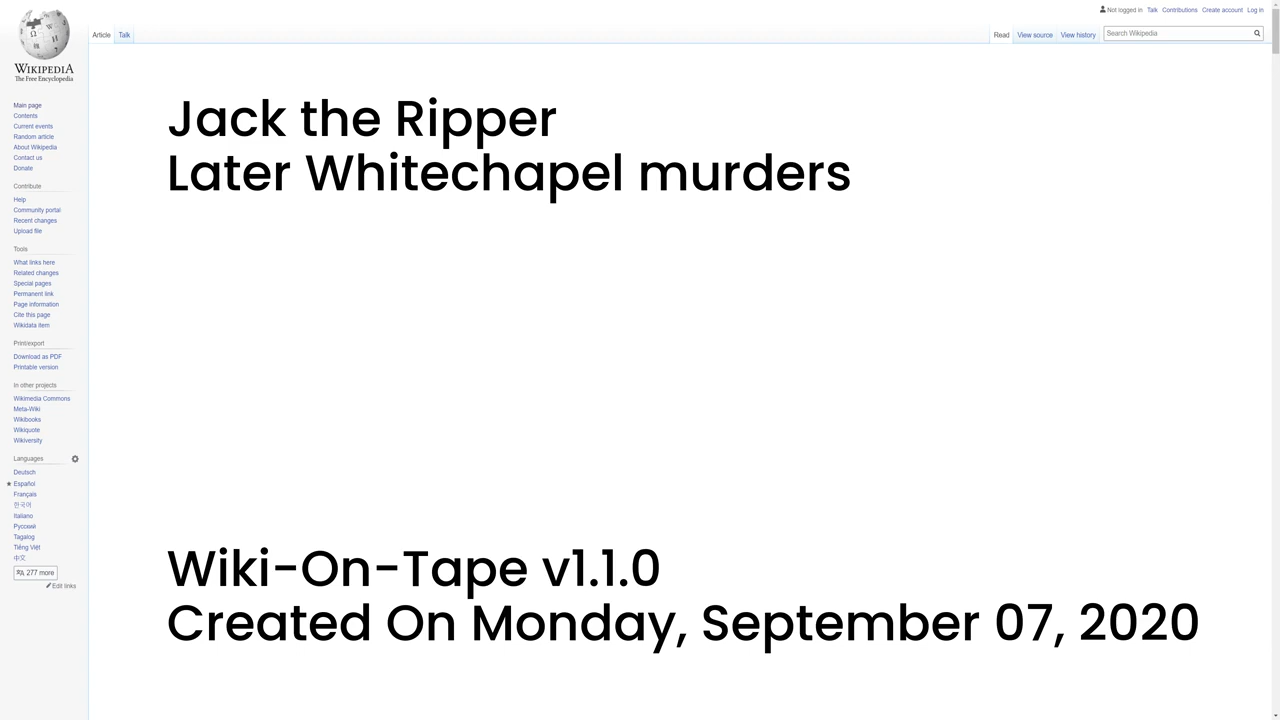 Not logged in Talk Contributions Create account Log in
WIKIPEDIA
The Free Encyclopedia
Article Talk
Read View source View history Search Wikipedia
Jack the Ripper
Later Whitechapel murders
Main page
Contents
Current events
Random article
About Wikipedia
Contact us
Donate
Contribute
Help
Community portal
Recent changes
Upload file
Tools
What links here
Related changes
Special pages
Permanent link
Page information
Cite this page
Wikidata item
Print/export
Download as PDF
Printable version
In other projects
Wikimedia Commons
Meta-Wiki
Wikibooks
Wikiquote
Wikiversity
Languages
Deutsch
Español
Français
한국어
Italiano
Русский
Tagalog
Tiếng Việt
中文
277 more
Edit links
Wiki-On-Tape v1.1.0
Created On Monday, September 07, 2020